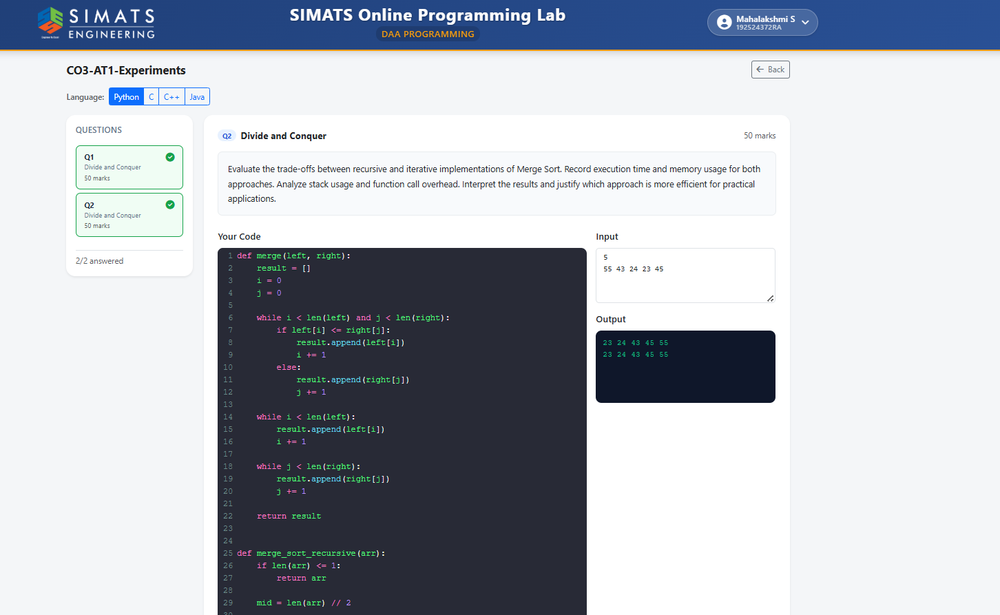 SIMATS
ENGINEERING
Engineer to Excel
SIMATS Online Programming Lab
DAA PROGRAMMING
Mahalakshmi S
192524372RA
CO3-AT1-Experiments
← Back
Language:
Python
C
C++
Java
QUESTIONS
Q1
Divide and Conquer
50 marks
Q2
Divide and Conquer
50 marks
2/2 answered
Q2 Divide and Conquer
50 marks
Evaluate the trade-offs between recursive and iterative implementations of Merge Sort. Record execution time and memory usage for both
approaches. Analyze stack usage and function call overhead. Interpret the results and justify which approach is more efficient for practical
applications.
Your Code
1 def merge(left, right):
2     result = []
3     i = 0
4     j = 0
5
6     while i < len(left) and j < len(right):
7         if left[i] <= right[j]:
8             result.append(left[i])
9             i += 1
10         else:
11             result.append(right[j])
12             j += 1
13
14     while i < len(left):
15         result.append(left[i])
16         i += 1
17
18     while j < len(right):
19         result.append(right[j])
20         j += 1
21
22     return result
23
24
25 def merge_sort_recursive(arr):
26     if len(arr) <= 1:
27         return arr
28
29     mid = len(arr) // 2
30
Input
5
55 43 24 23 45
Output
23 24 43 45 55
23 24 43 45 55